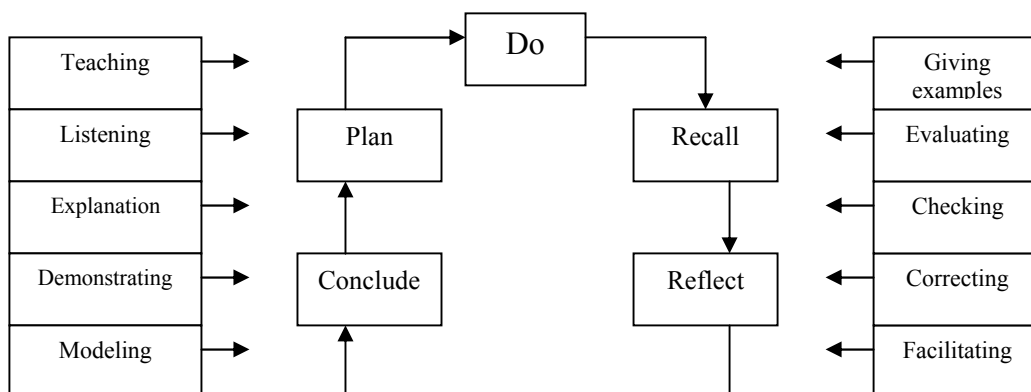 Do
Teaching
Giving
examples
Listening
Plan
Recall
Evaluating
Explanation
Checking
Demonstrating
Conclude
Reflect
Correcting
Modeling
Facilitating